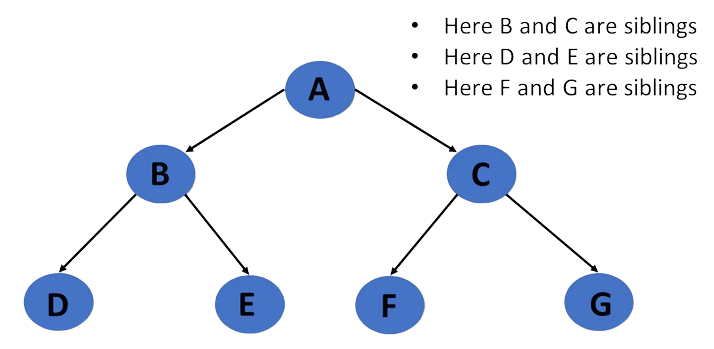 • Here B and C are siblings
• Here D and E are siblings
• Here F and G are siblings
A
B
C
D
E
F
G